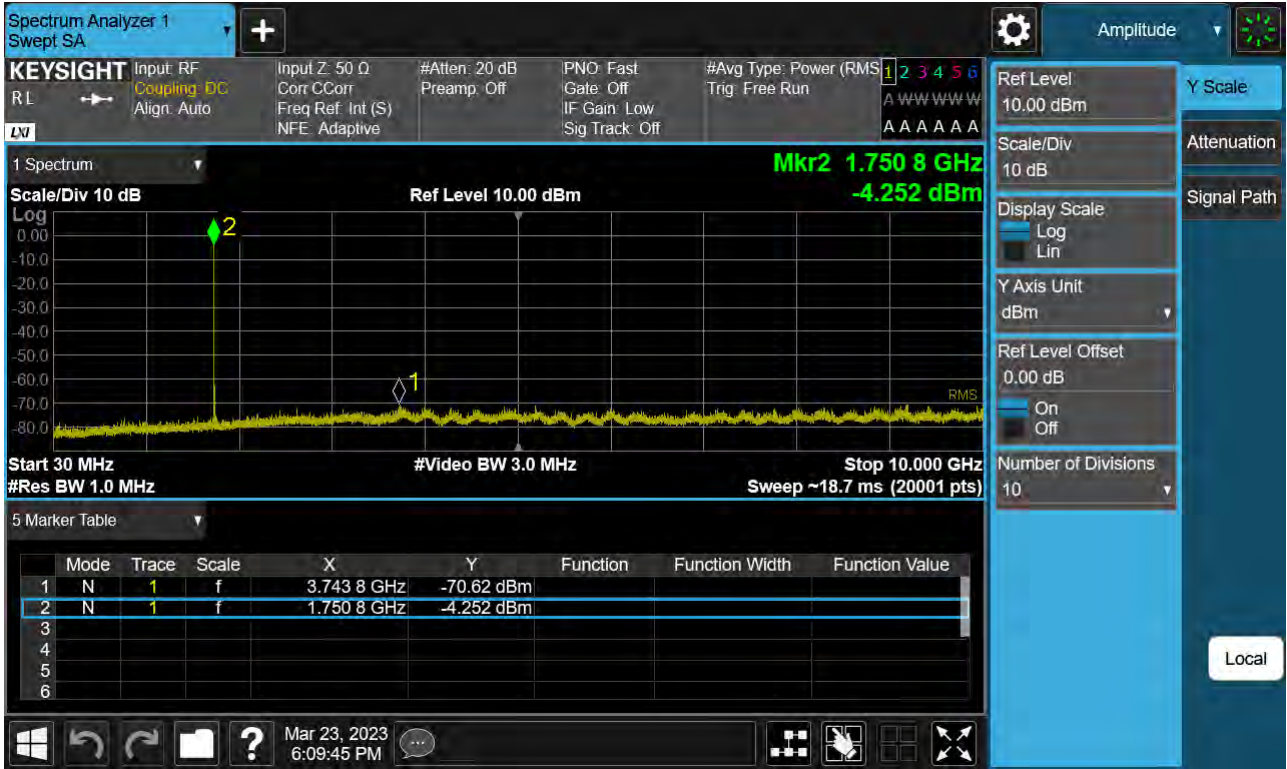 Spectrum Analyzer 1
Swept SA
Amplitude
KEYSIGHT
R L
LXI
Input: RF
Coupling: DC
Align: Auto
Input Z: 50 Ω
Corr CCorr
Freq Ref: Int (S)
NFE: Adaptive
#Atten: 20 dB
Preamp: Off
PNO: Fast
Gate: Off
IF Gain: Low
Sig Track: Off
#Avg Type: Power (RMS
Trig: Free Run
1 2 3 4 5 6
A W W W W W
A A A A A A
1 Spectrum
Mkr2 1.750 8 GHz
Scale/Div 10 dB
Ref Level 10.00 dBm
-4.252 dBm
Log
0.00
-10.0
-20.0
-30.0
-40.0
-50.0
-60.0
-70.0
-80.0
2
1
RMS
Start 30 MHz
#Video BW 3.0 MHz
Stop 10.000 GHz
#Res BW 1.0 MHz
Sweep ~18.7 ms (20001 pts)
5 Marker Table
Mode Trace Scale X Y Function Function Width Function Value
1 N 1 f 3.743 8 GHz -70.62 dBm
2 N 1 f 1.750 8 GHz -4.252 dBm
3
4
5
6
Ref Level
10.00 dBm
Scale/Div
10 dB
Display Scale
Log
Lin
Y Axis Unit
dBm
Ref Level Offset
0.00 dB
On
Off
Number of Divisions
10
Y Scale
Attenuation
Signal Path
Local
?
Mar 23, 2023
6:09:45 PM